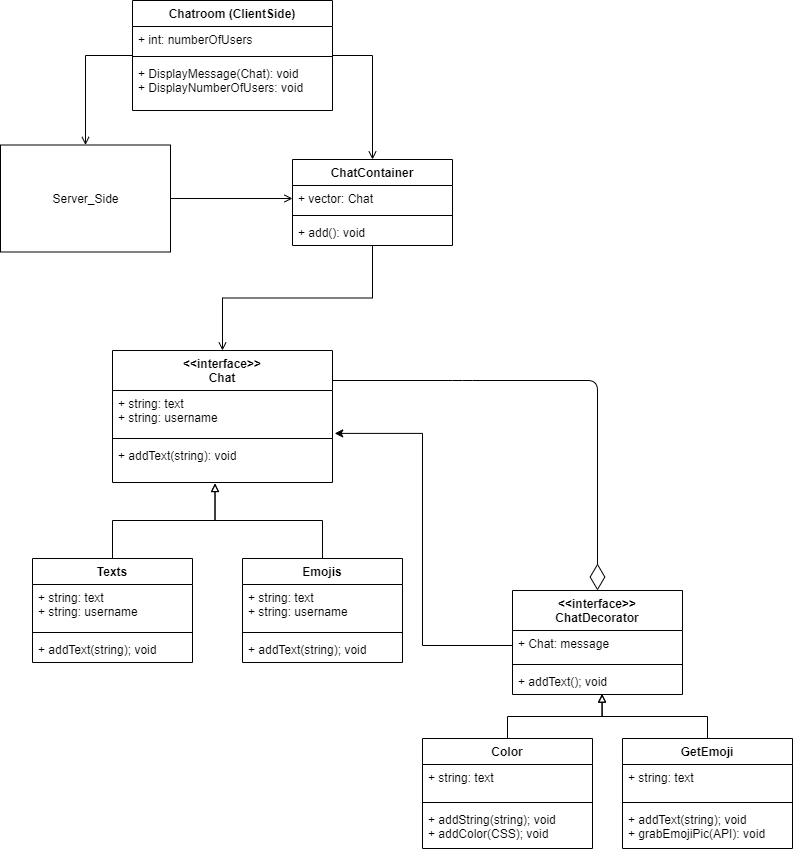 Chatroom (ClientSide)
+ int: numberOfUsers
+ DisplayMessage(Chat): void
+ DisplayNumberOfUsers: void
Server_Side
ChatContainer
+ vector: Chat
+ add(): void
<<interface>>
Chat
+ string: text
+ string: username
+ addText(string): void
Texts
+ string: text
+ string: username
+ addText(string); void
Emojis
+ string: text
+ string: username
+ addText(string); void
<<interface>>
ChatDecorator
+ Chat: message
+ addText(); void
Color
+ string: text
+ addString(string); void
+ addColor(CSS); void
GetEmoji
+ string: text
+ addText(string); void
+ grabEmojiPic(API): void